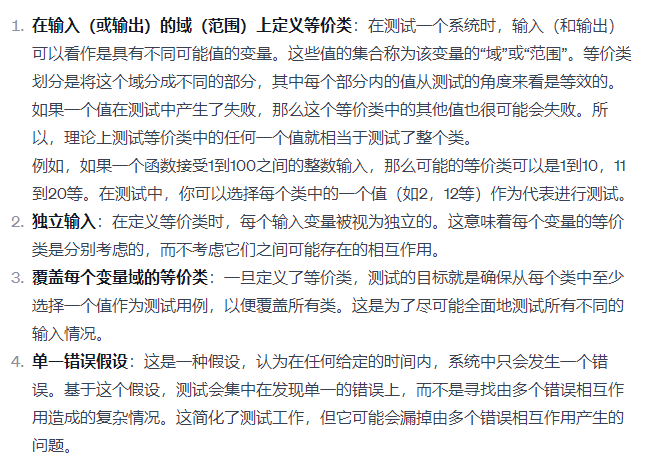 1. 在输入（或输出）的域（范围）上定义等价类：在测试一个系统时，输入（和输出）
可以看作是具有不同可能值的变量。这些值的集合称为该变量的“域”或“范围”。等价类
划分是将这个域分成不同的部分，其中每个部分内的值从测试的角度来看是等效的。
如果一个值在测试中产生了失败，那么这个等价类中的其他值也很可能会失败。所
以，理论上测试等价类中的任何一个值就相当于测试了整个类。
例如，如果一个函数接受1到100之间的整数输入，那么可能的等价类可以是1到10，11
到20等。在测试中，你可以选择每个类中的一个值（如2，12等）作为代表进行测试。
2. 独立输入：在定义等价类时，每个输入变量被视为独立的。这意味着每个变量的等价
类是分别考虑的，而不考虑它们之间可能存在的相互作用。
3. 覆盖每个变量域的等价类：一旦定义了等价类，测试的目标就是确保从每个类中至少
选择一个值作为测试用例，以便覆盖所有类。这是为了尽可能全面地测试所有不同的
输入情况。
4. 单一错误假设：这是一种假设，认为在任何给定的时间内，系统中只会发生一个错
误。基于这个假设，测试会集中在发现单一的错误上，而不是寻找由多个错误相互作
用造成的复杂情况。这简化了测试工作，但它可能会漏掉由多个错误相互作用产生的
问题。